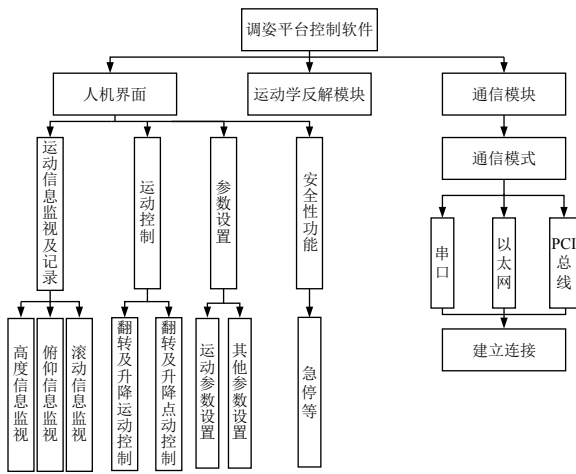 调姿平台控制软件
人机界面
运动学反解模块
通信模块
通信模式
运动信息监视及记录
运动控制
参数设置
安全性功能
串口
以太网
PCI
总线
建立连接
高度信息监视
俯仰信息监视
滚动信息监视
翻转及升降运动控制
翻转及升降点动控制
运动参数设置
其他参数设置
急停等